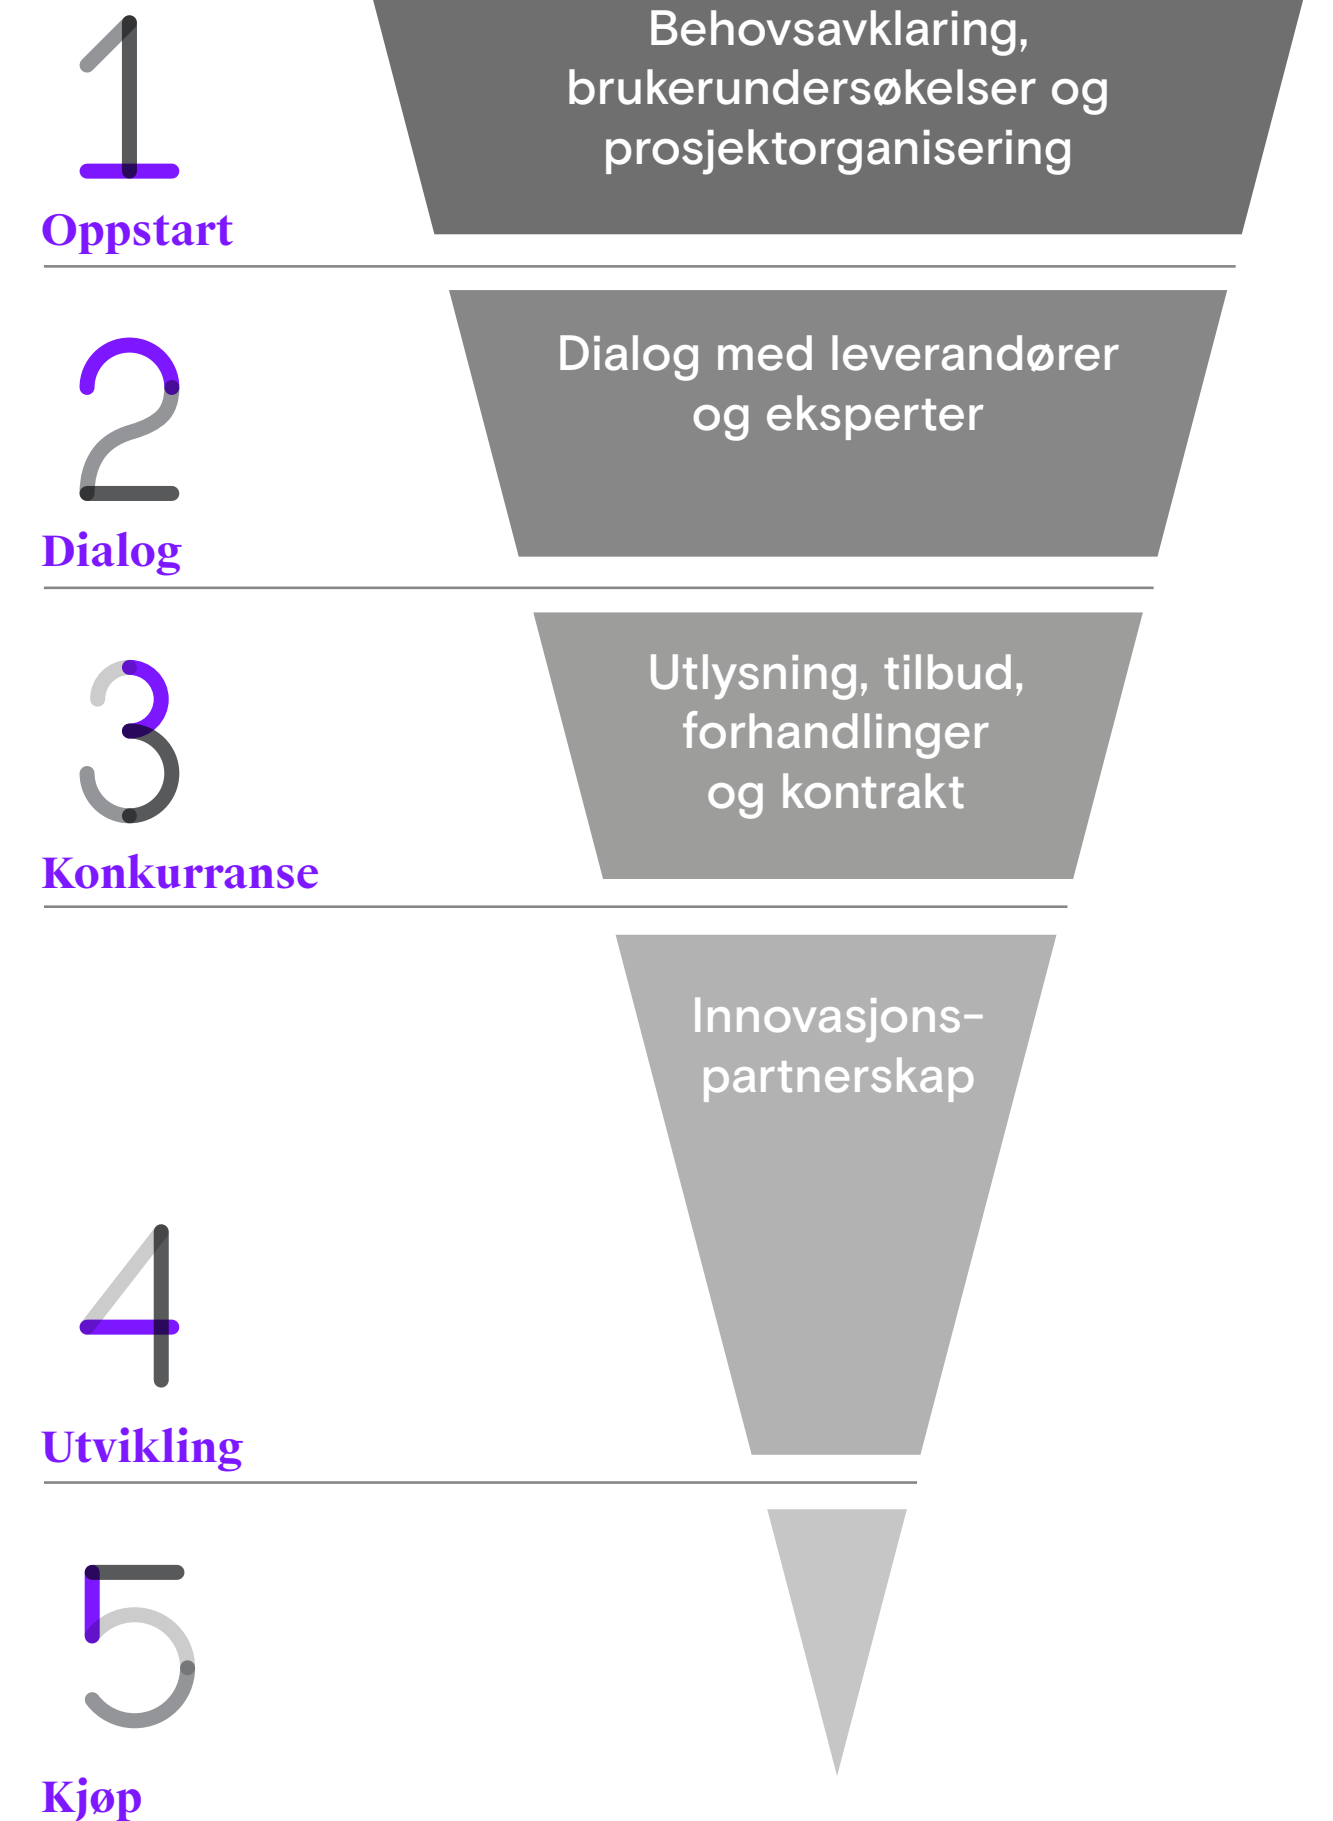 1
Oppstart
Behovsavklaring,
brukerundersøkelser og
prosjektorganisering
2
Dialog
Dialog med leverandører
og eksperter
3
Konkurranse
Utlysning, tilbud,
forhandlinger
og kontrakt
4
Utvikling
Innovasjons-
partnerskap
5
Kjøp